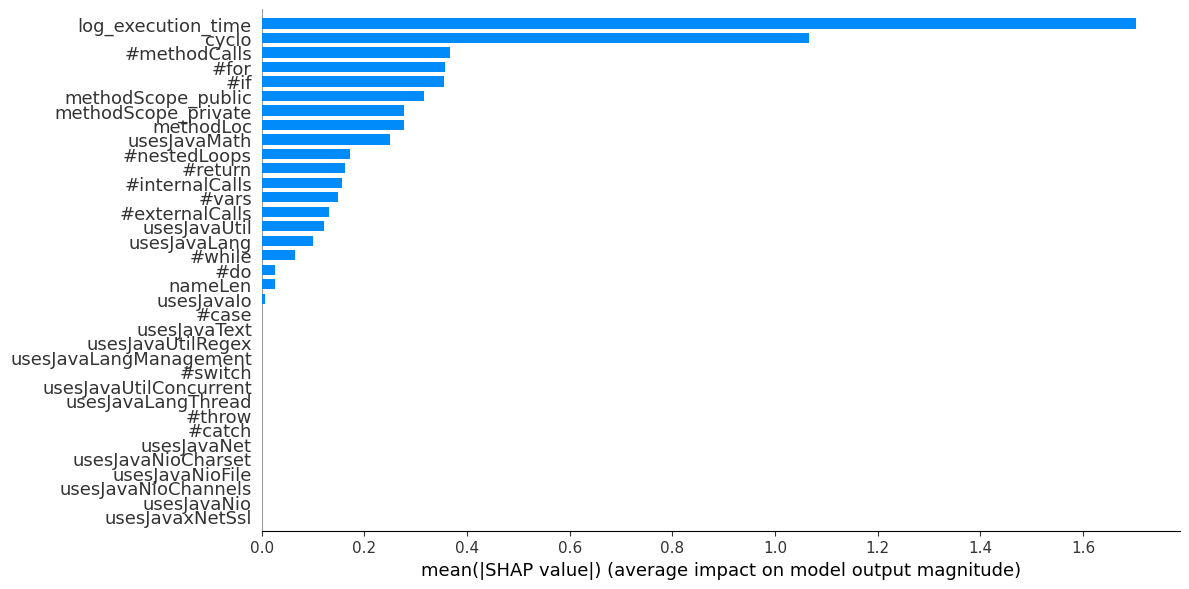 log_execution_time
cyclo
#methodCalls
#for
#if
methodScope_public
methodScope_private
methodLoc
usesJavaMath
#nestedLoops
#return
#internalCalls
#vars
#externalCalls
usesJavaUtil
usesJavaLang
#while
#do
nameLen
usesJavaIo
#case
usesJavaText
usesJavaUtilRegex
usesJavaLangManagement
#switch
usesJavaUtilConcurrent
usesJavaLangThread
#throw
#catch
usesJavaNet
usesJavaNioCharset
usesJavaNioFile
usesJavaNioChannels
usesJavaNio
usesJavaxNetSsl
0.0 0.2 0.4 0.6 0.8 1.0 1.2 1.4 1.6
mean(|SHAP value|) (average impact on model output magnitude)